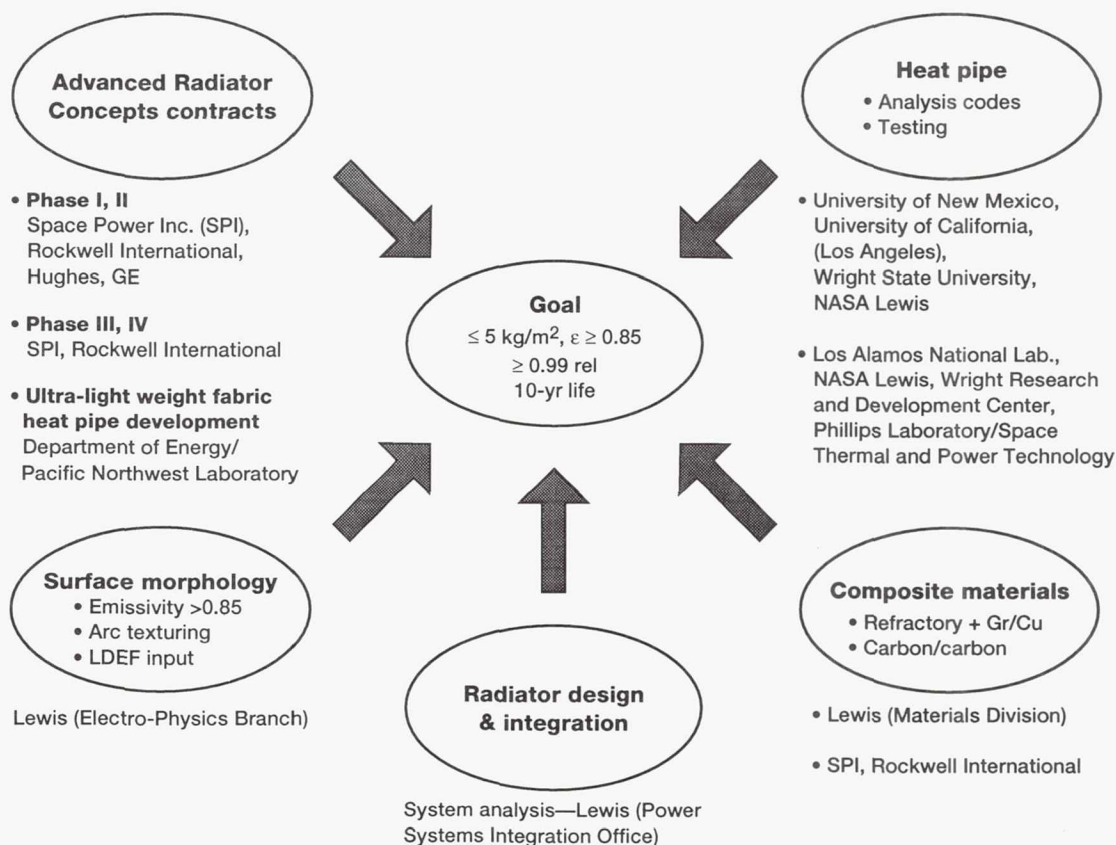 Advanced Radiator
Concepts contracts
• Phase I, II
Space Power Inc. (SPI),
Rockwell International,
Hughes, GE
• Phase III, IV
SPI, Rockwell International
• Ultra-light weight fabric
heat pipe development
Department of Energy/
Pacific Northwest Laboratory
Heat pipe
• Analysis codes
• Testing
• University of New Mexico,
University of California,
(Los Angeles),
Wright State University,
NASA Lewis
• Los Alamos National Lab.,
NASA Lewis, Wright Research
and Development Center,
Phillips Laboratory/Space
Thermal and Power Technology
Goal
≤ 5 kg/m², ε ≥ 0.85
≥ 0.99 rel
10-yr life
Surface morphology
• Emissivity >0.85
• Arc texturing
• LDEF input
Lewis (Electro-Physics Branch)
Radiator design
& integration
System analysis—Lewis (Power
Systems Integration Office)
Composite materials
• Refractory + Gr/Cu
• Carbon/carbon
• Lewis (Materials Division)
• SPI, Rockwell International